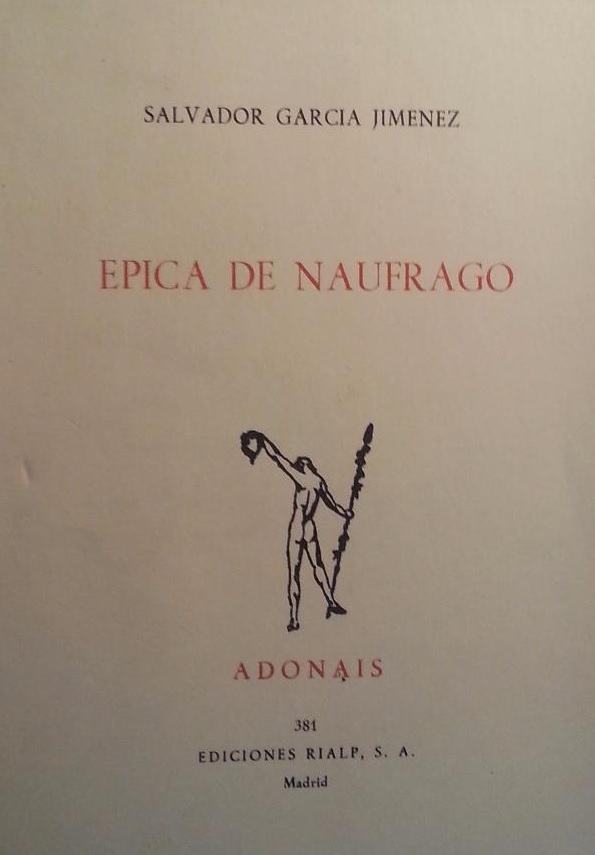 SALVADOR GARCIA JIMENEZ
EPICA DE NAUFRAGO
ADONAIS
381
EDICIONES RIALP, S. A.
Madrid